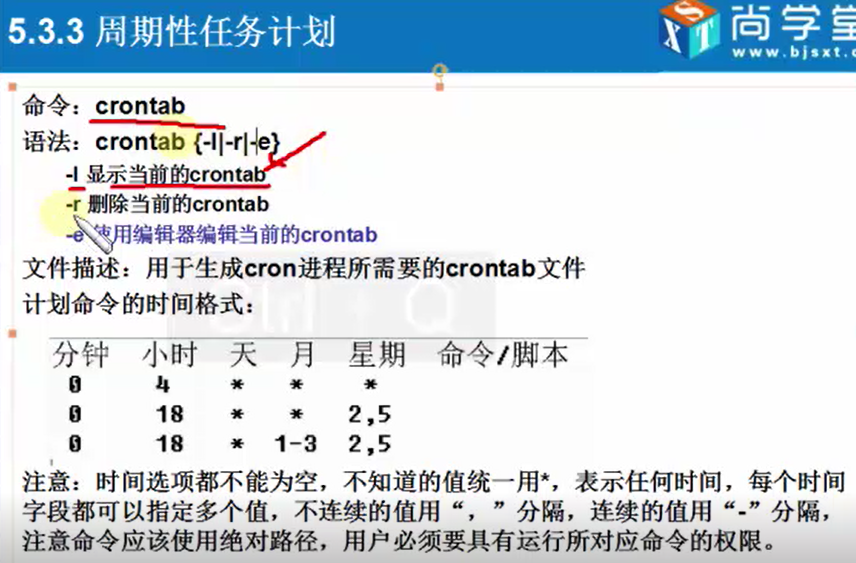 5.3.3 周期性任务计划
尚学堂
www.bjsxt.co
命令：crontab
语法：crontab {-l|-r|-e}
-l 显示当前的crontab
-r 删除当前的crontab
-e 使用编辑器编辑当前的crontab
文件描述：用于生成cron进程所需要的crontab文件
计划命令的时间格式：
Ctrl + Q
分钟 小时 天 月 星期 命令/脚本
0 4 * * *
0 18 * * 2,5
0 18 * 1-3 2,5
注意：时间选项都不能为空，不知道的值统一用*，表示任何时间，每个时间
字段都可以指定多个值，不连续的值用“，”分隔，连续的值用“-”分隔，
注意命令应该使用绝对路径，用户必须要具有运行所对应命令的权限。